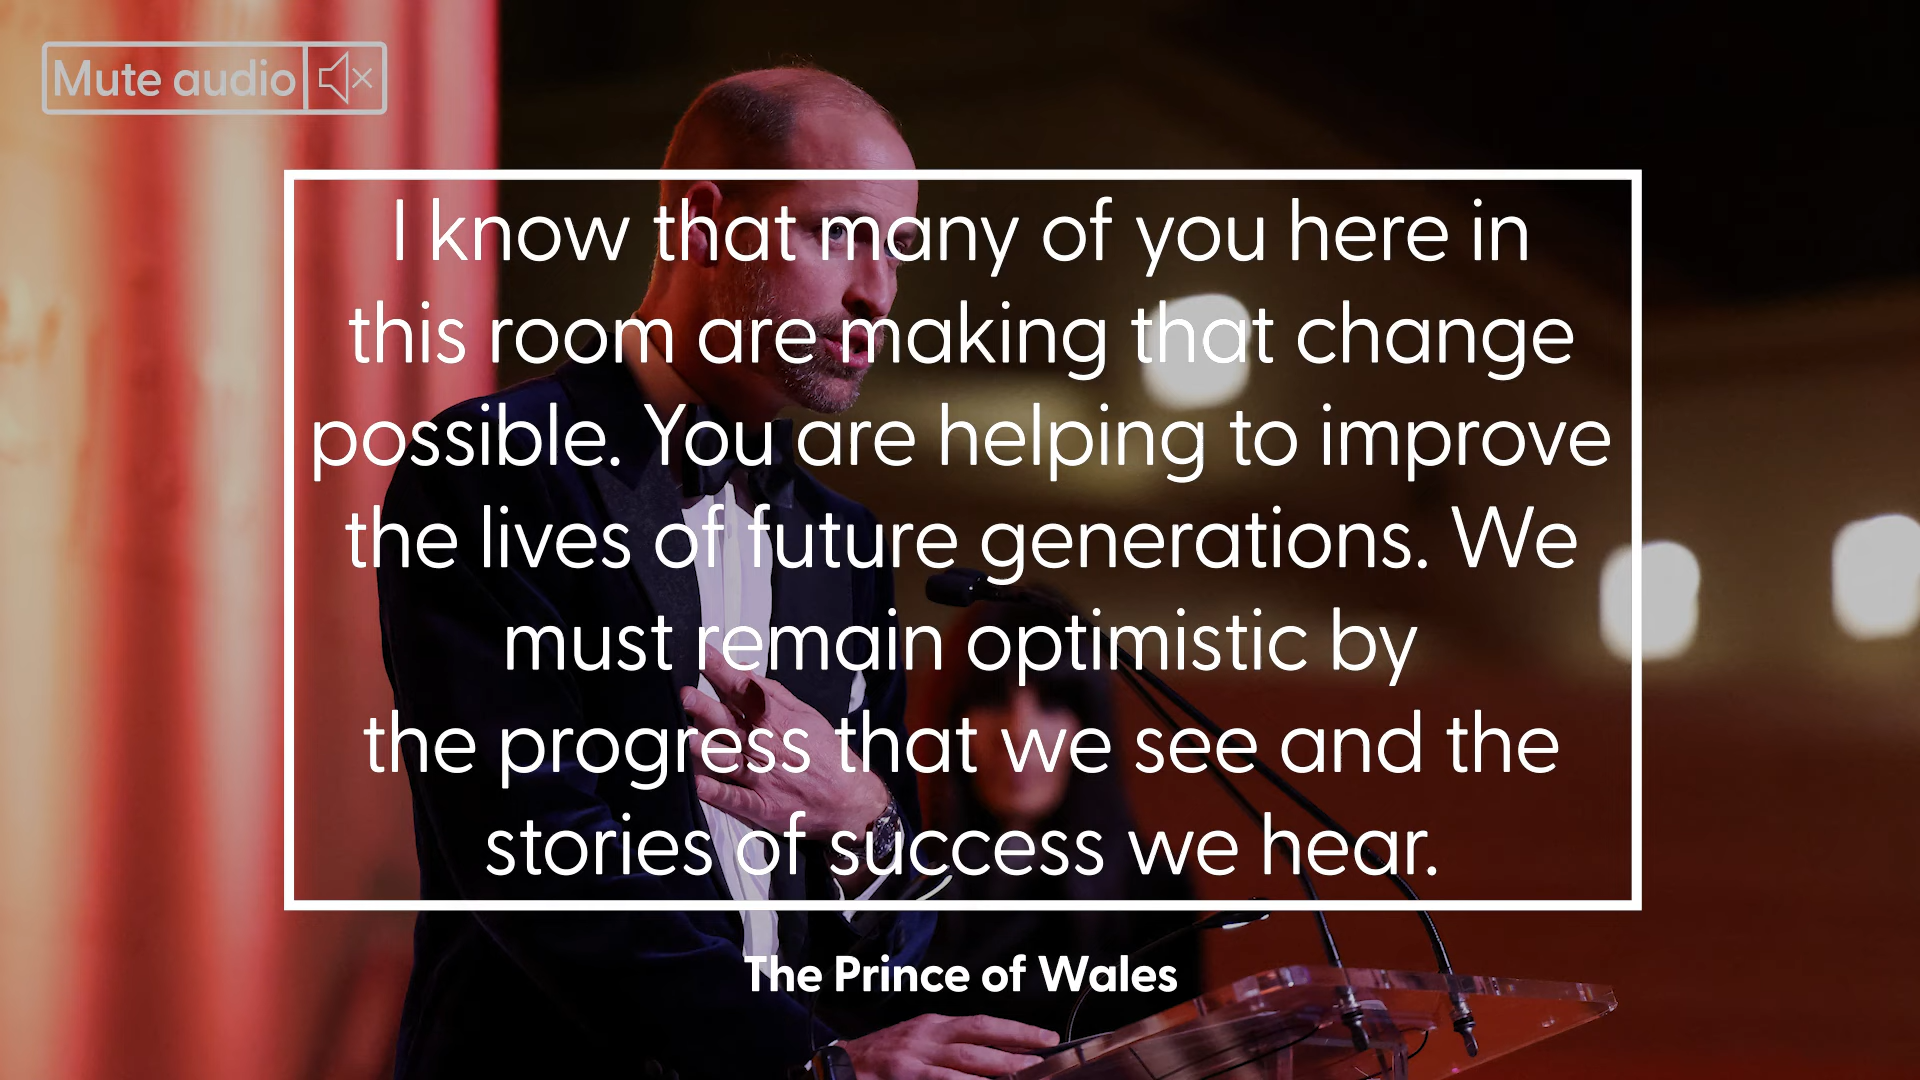 Mute audio
I know that many of you here in
this room are making that change
possible. You are helping to improve
the lives of future generations. We
must remain optimistic by
the progress that we see and the
stories of success we hear.
The Prince of Wales